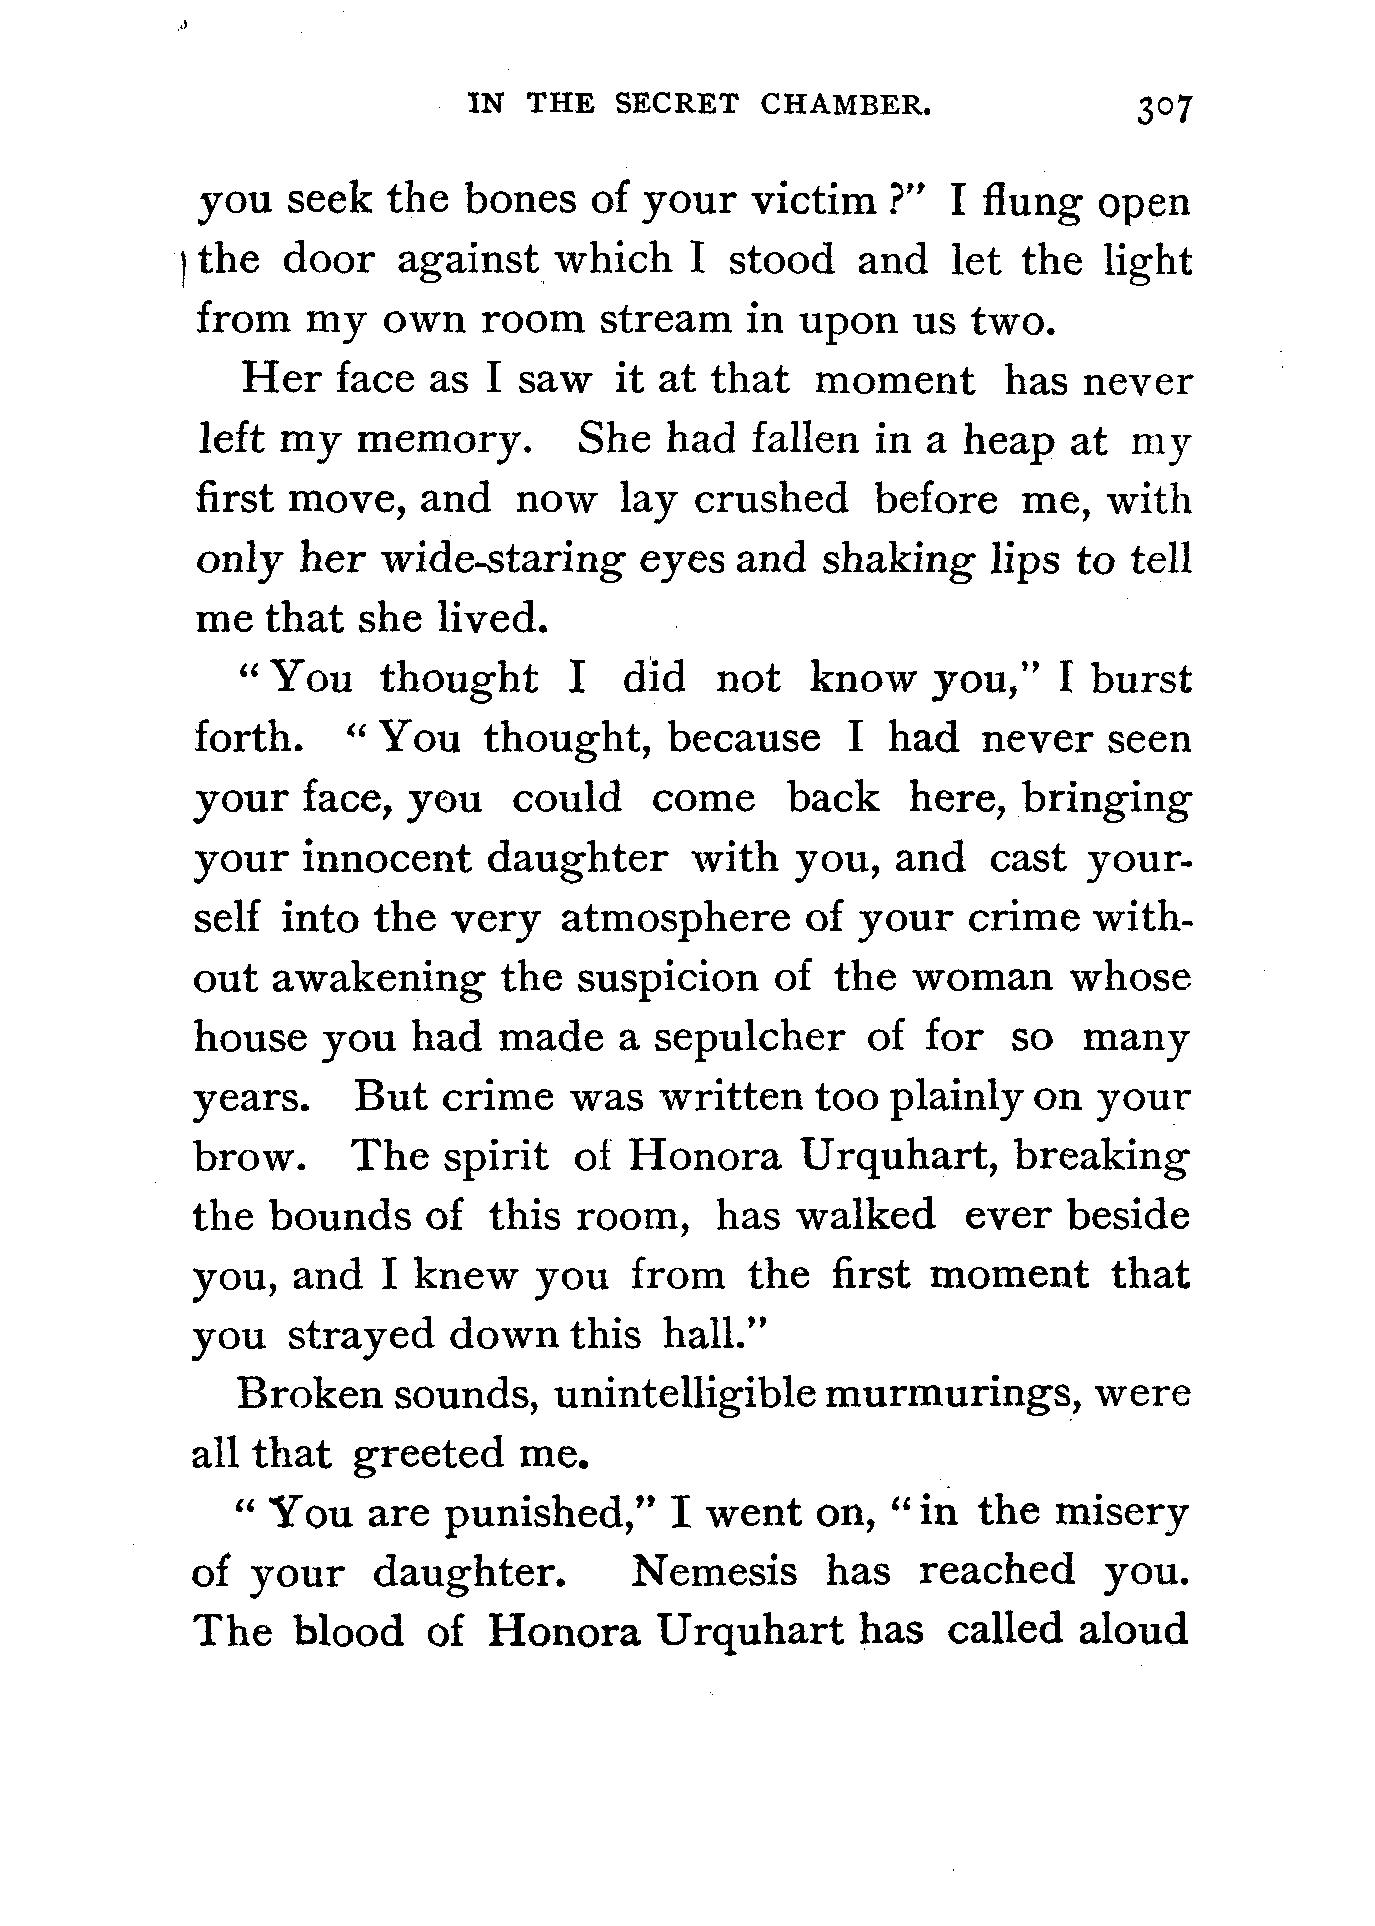 IN THE SECRET CHAMBER. 307
you seek the bones of your victim ?" I flung open
the door against which I stood and let the light
from my own room stream in upon us two.
Her face as I saw it at that moment has never
left my memory. She had fallen in a heap at my
first move, and now lay crushed before me, with
only her wide-staring eyes and shaking lips to tell
me that she lived.
" You thought I did not know you," I burst
forth. " You thought, because I had never seen
your face, you could come back here, bringing
your innocent daughter with you, and cast your-
self into the very atmosphere of your crime with-
out awakening the suspicion of the woman whose
house you had made a sepulcher of for so many
years. But crime was written too plainly on your
brow. The spirit of Honora Urquhart, breaking
the bounds of this room, has walked ever beside
you, and I knew you from the first moment that
you strayed down this hall."
Broken sounds, unintelligible murmurings, were
all that greeted me.
" You are punished," I went on, " in the misery
of your daughter. Nemesis has reached you.
The blood of Honora Urquhart has called aloud